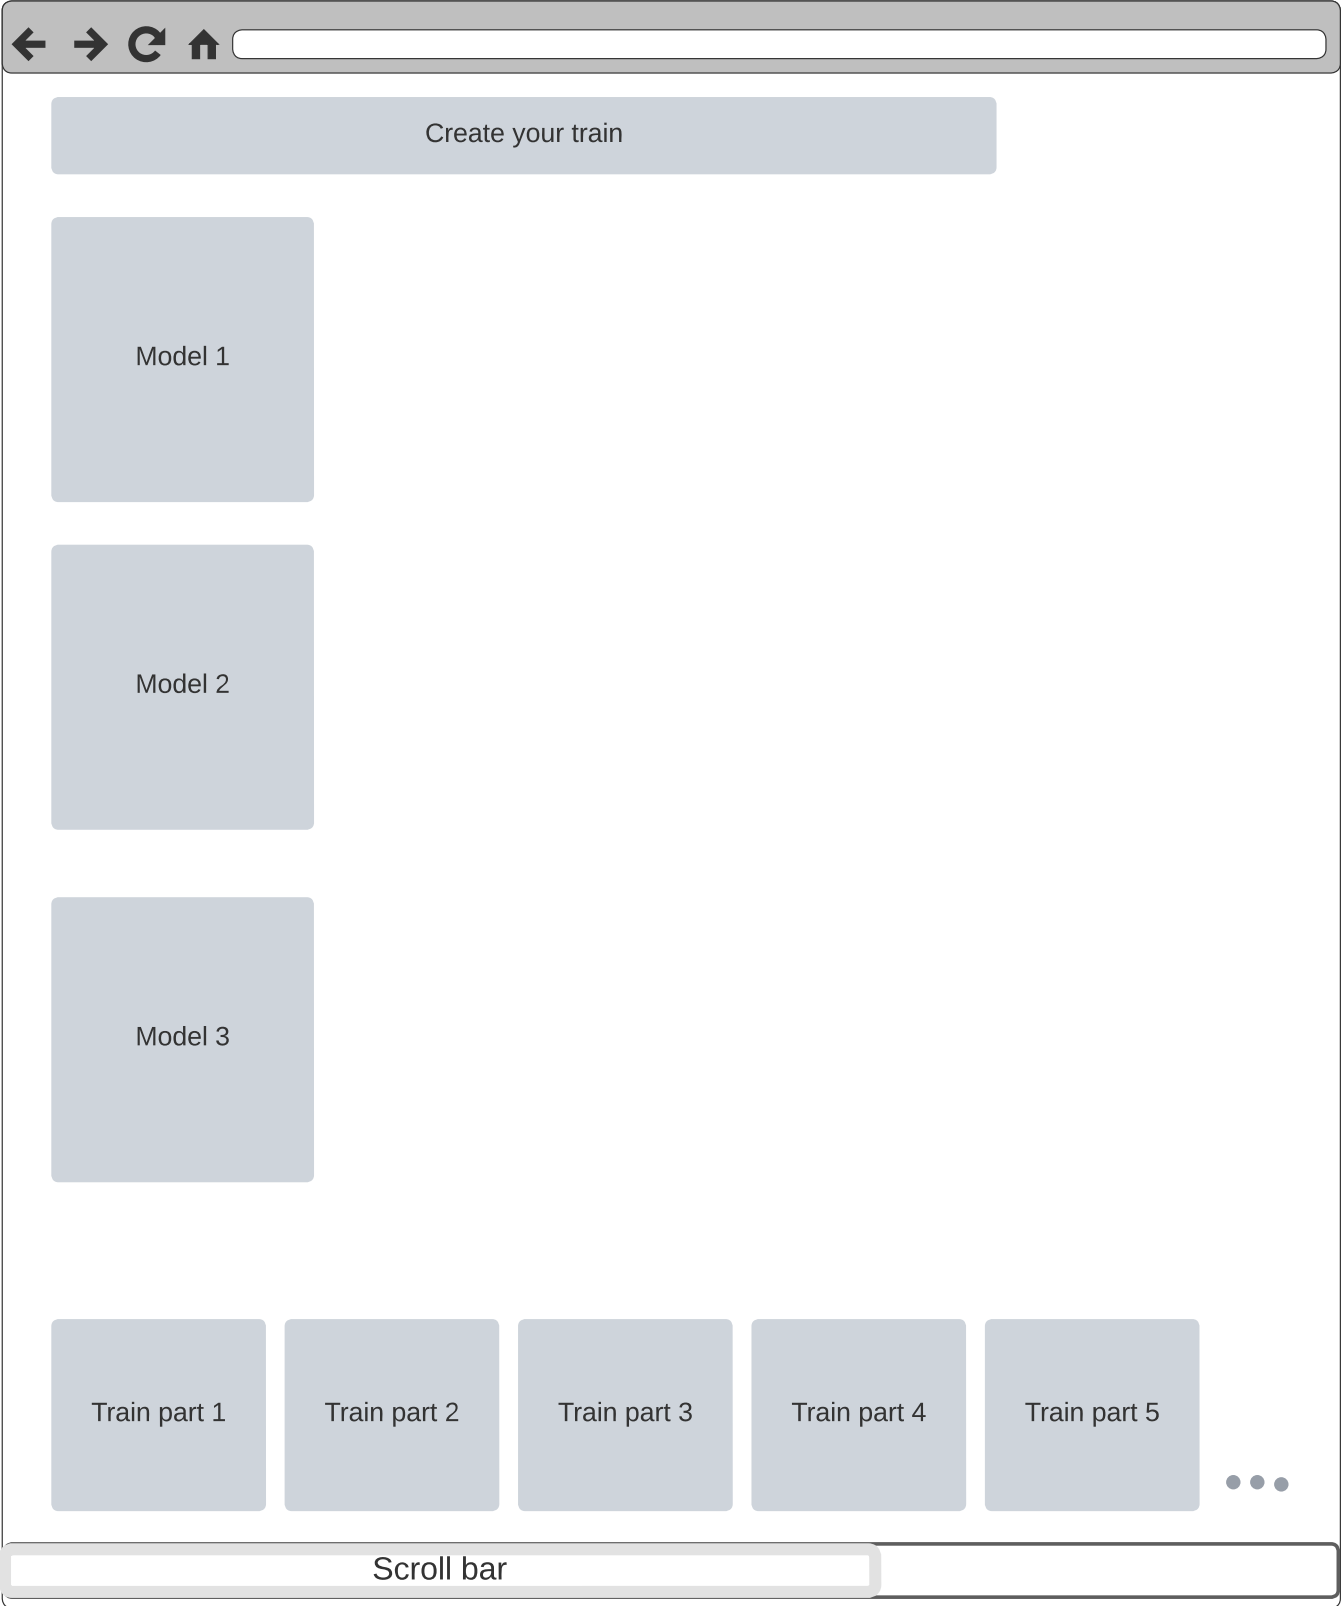 Create your train
Model 1
Model 2
Model 3
Train part 1
Train part 2
Train part 3
Train part 4
Train part 5
Scroll bar